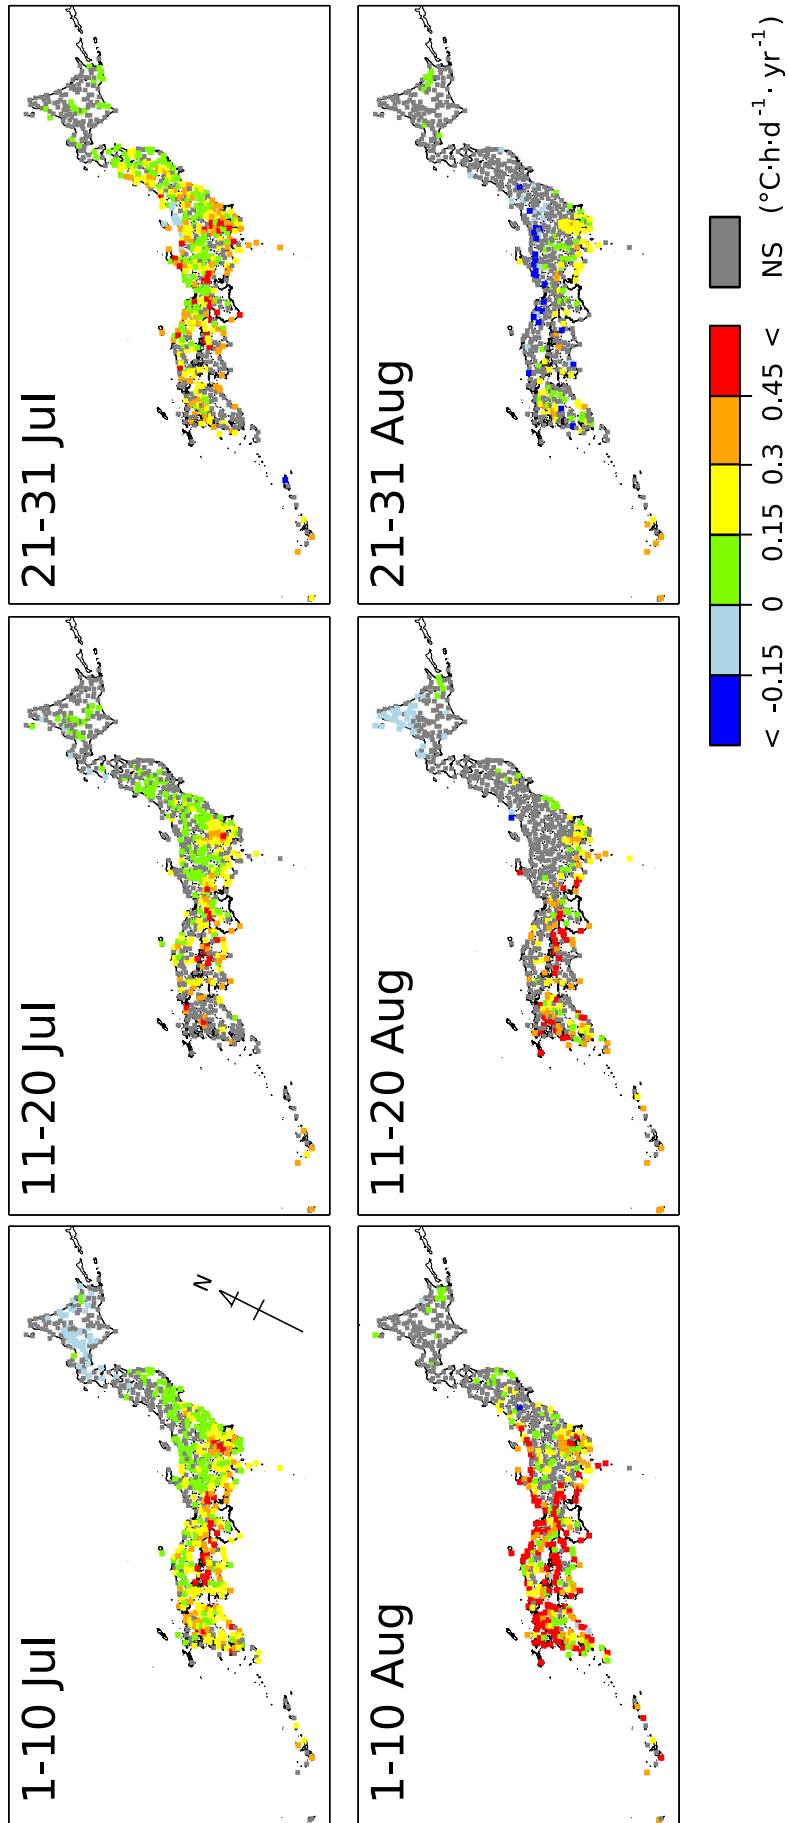 1-10 Jul
11-20 Jul
21-31 Jul
N
1-10 Aug
11-20 Aug
21-31 Aug
< -0.15 0 0.15 0.3 0.45 < NS (°C·h·d⁻¹·yr⁻¹)